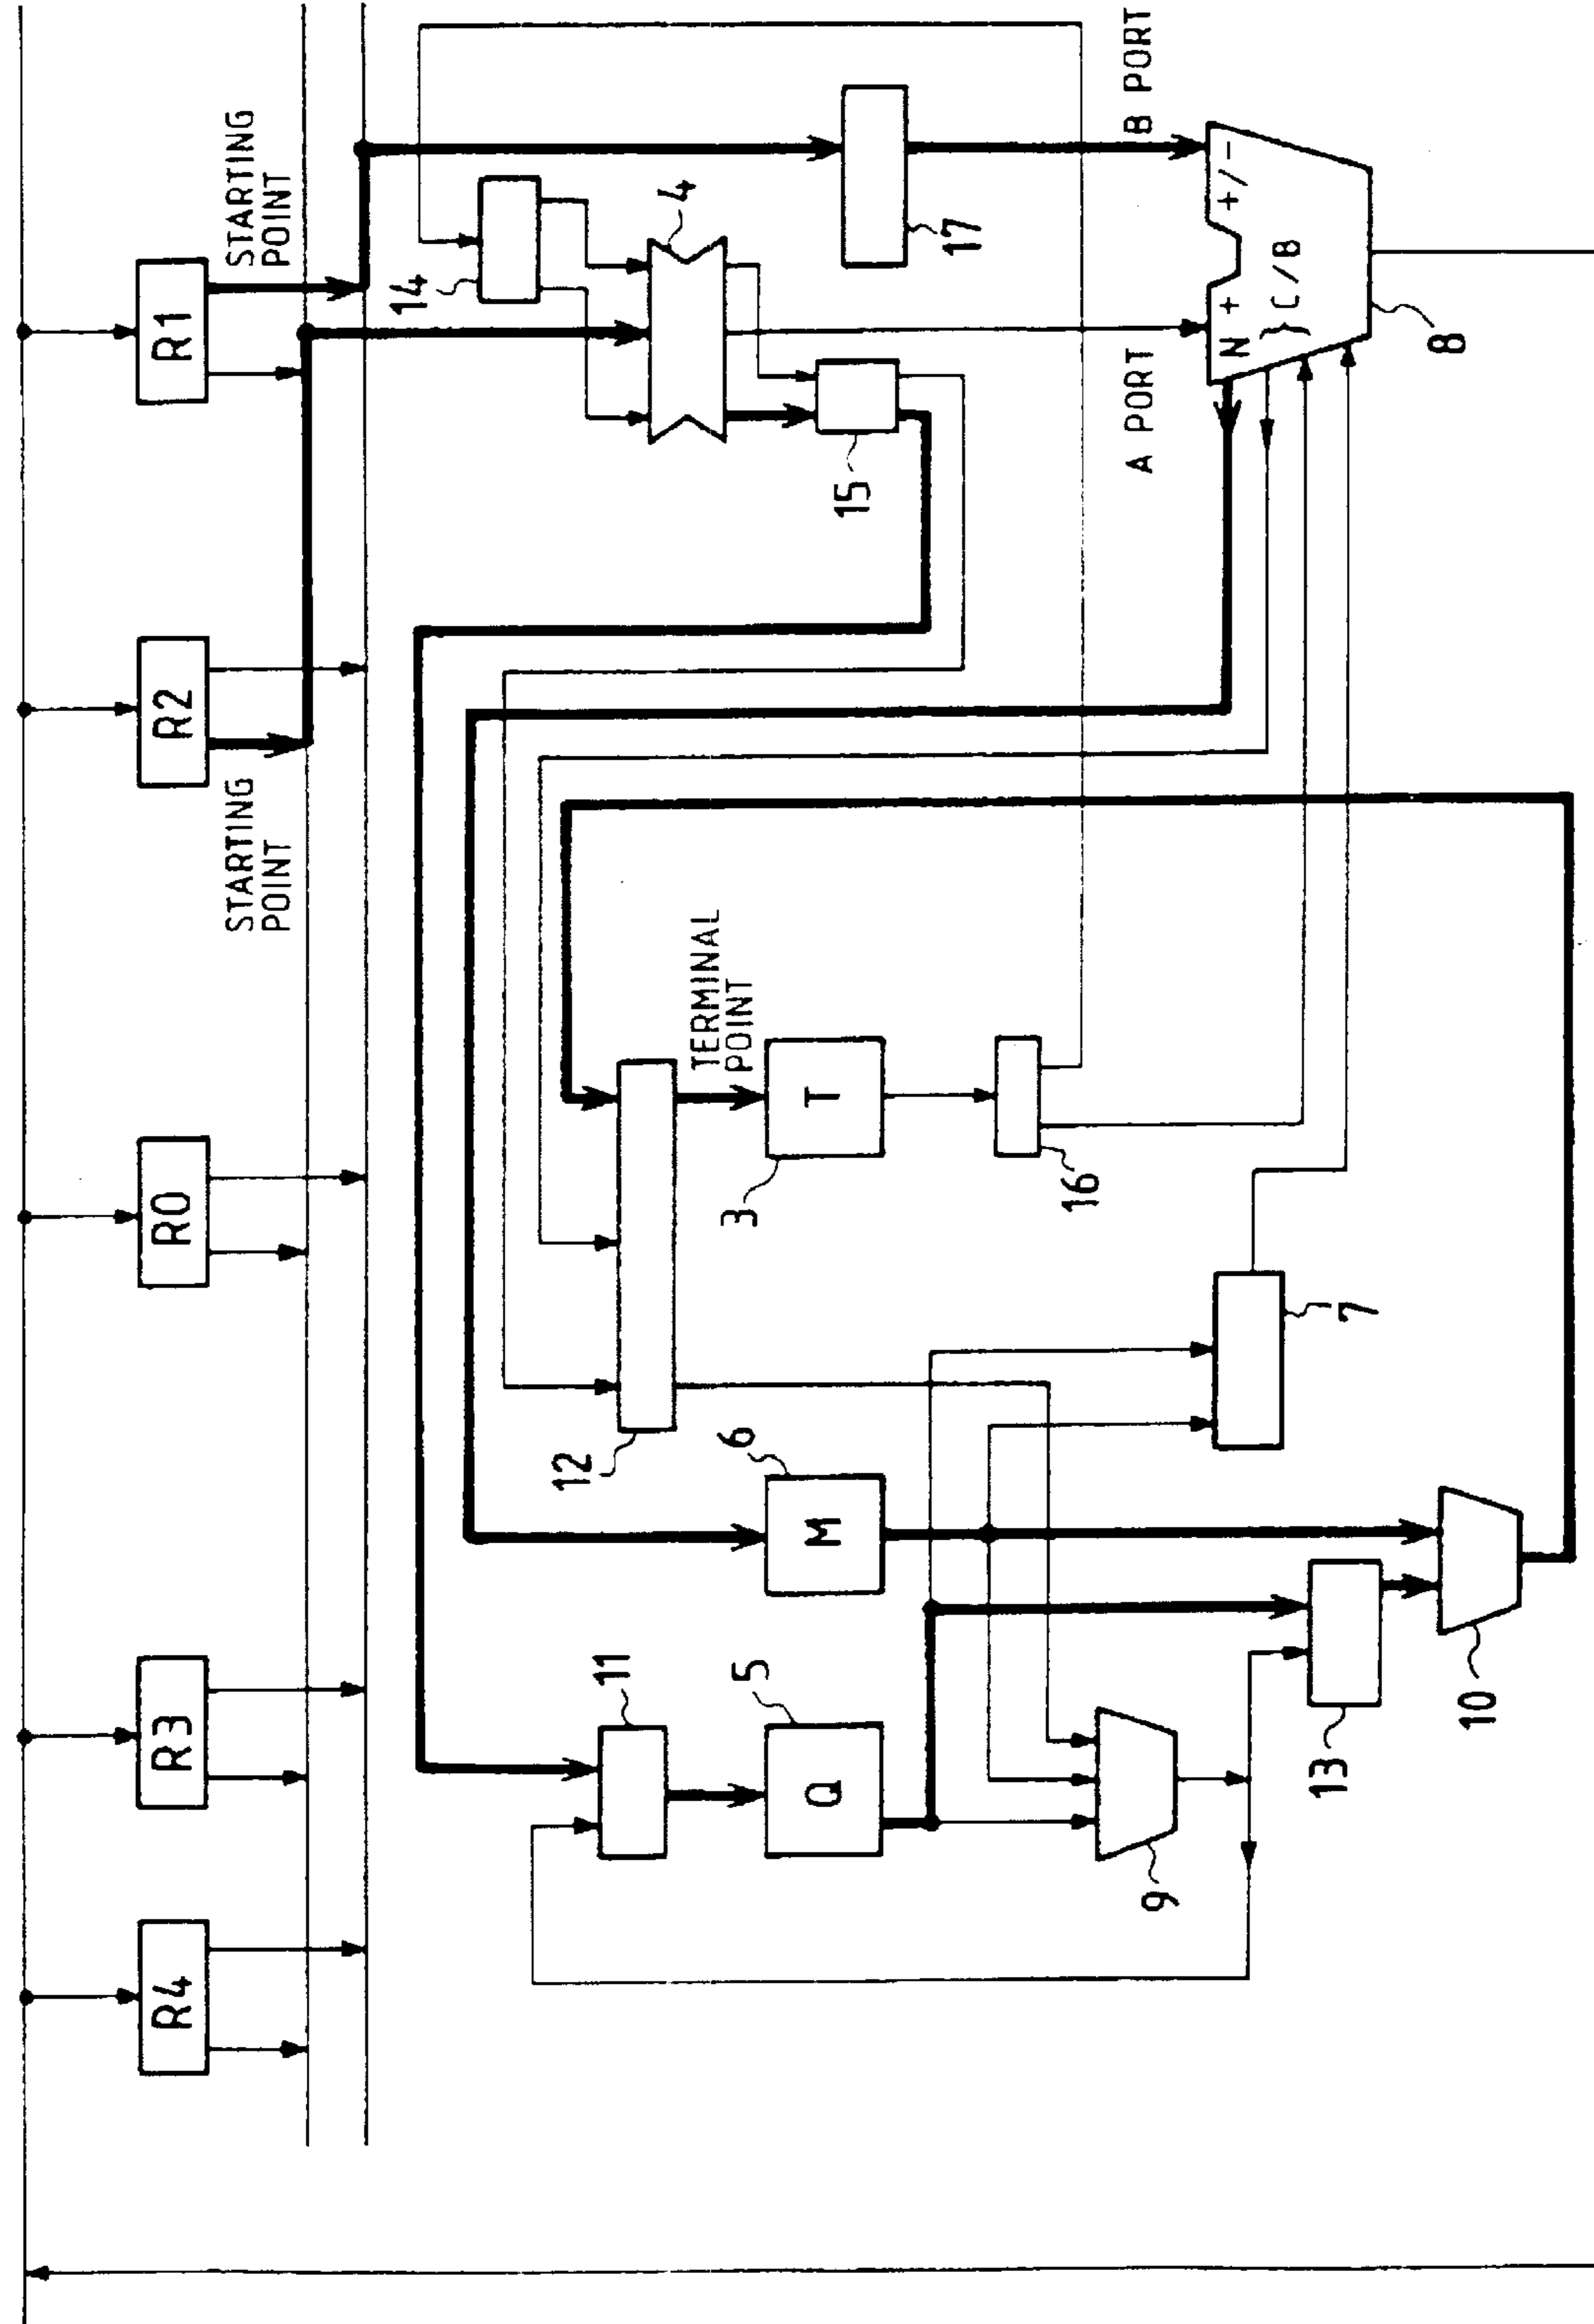 R4
R3
R0
R2
R1
STARTING
POINT
STARTING
POINT
14
4
11
5
Q
12
6
M
TERMINAL
POINT
T
3
15
17
9
16
A PORT
B PORT
13
7
N + +/-
} C/B
10
8